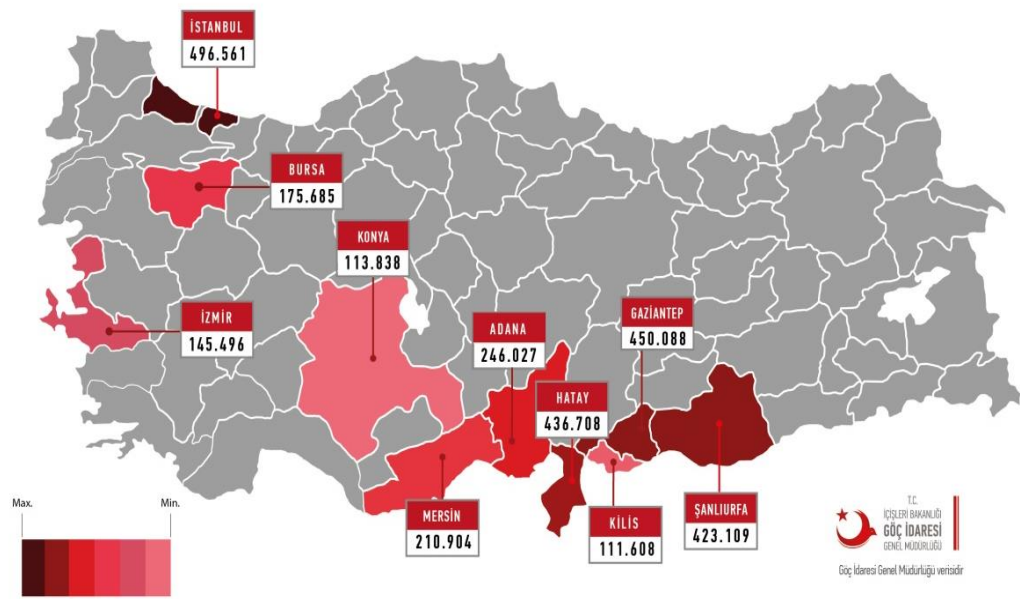 İSTANBUL
496.561
BURSA
175.685
KONYA
113.838
İZMİR
145.496
ADANA
246.027
GAZİANTEP
450.088
HATAY
436.708
MERSİN
210.904
KİLİS
111.608
ŞANLIURFA
423.109
Max.
Min.
T.C.
İÇİŞLERİ BAKANLIĞI
GÖÇ İDARESİ
GENEL MÜDÜRLÜĞÜ
Göç İdaresi Genel Müdürlüğü verisidir